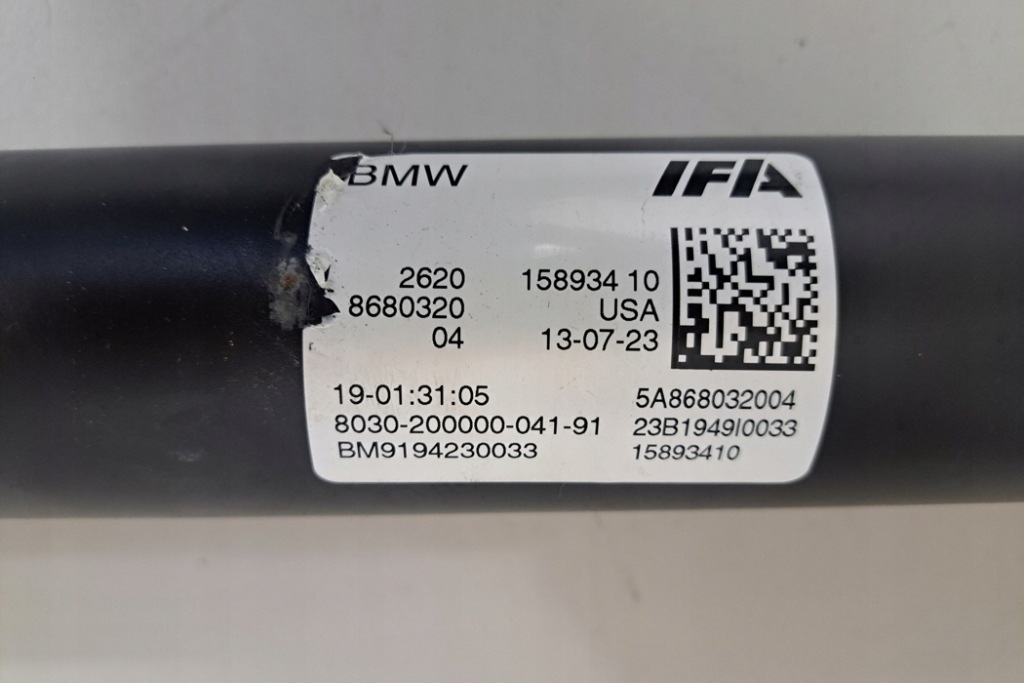 BMW IFA
2620 158934 10
8680320 USA
04 13-07-23
19-01:31:05 5A868032004
8030-200000-041-91 23B1949I0033
BM9194230033 15893410